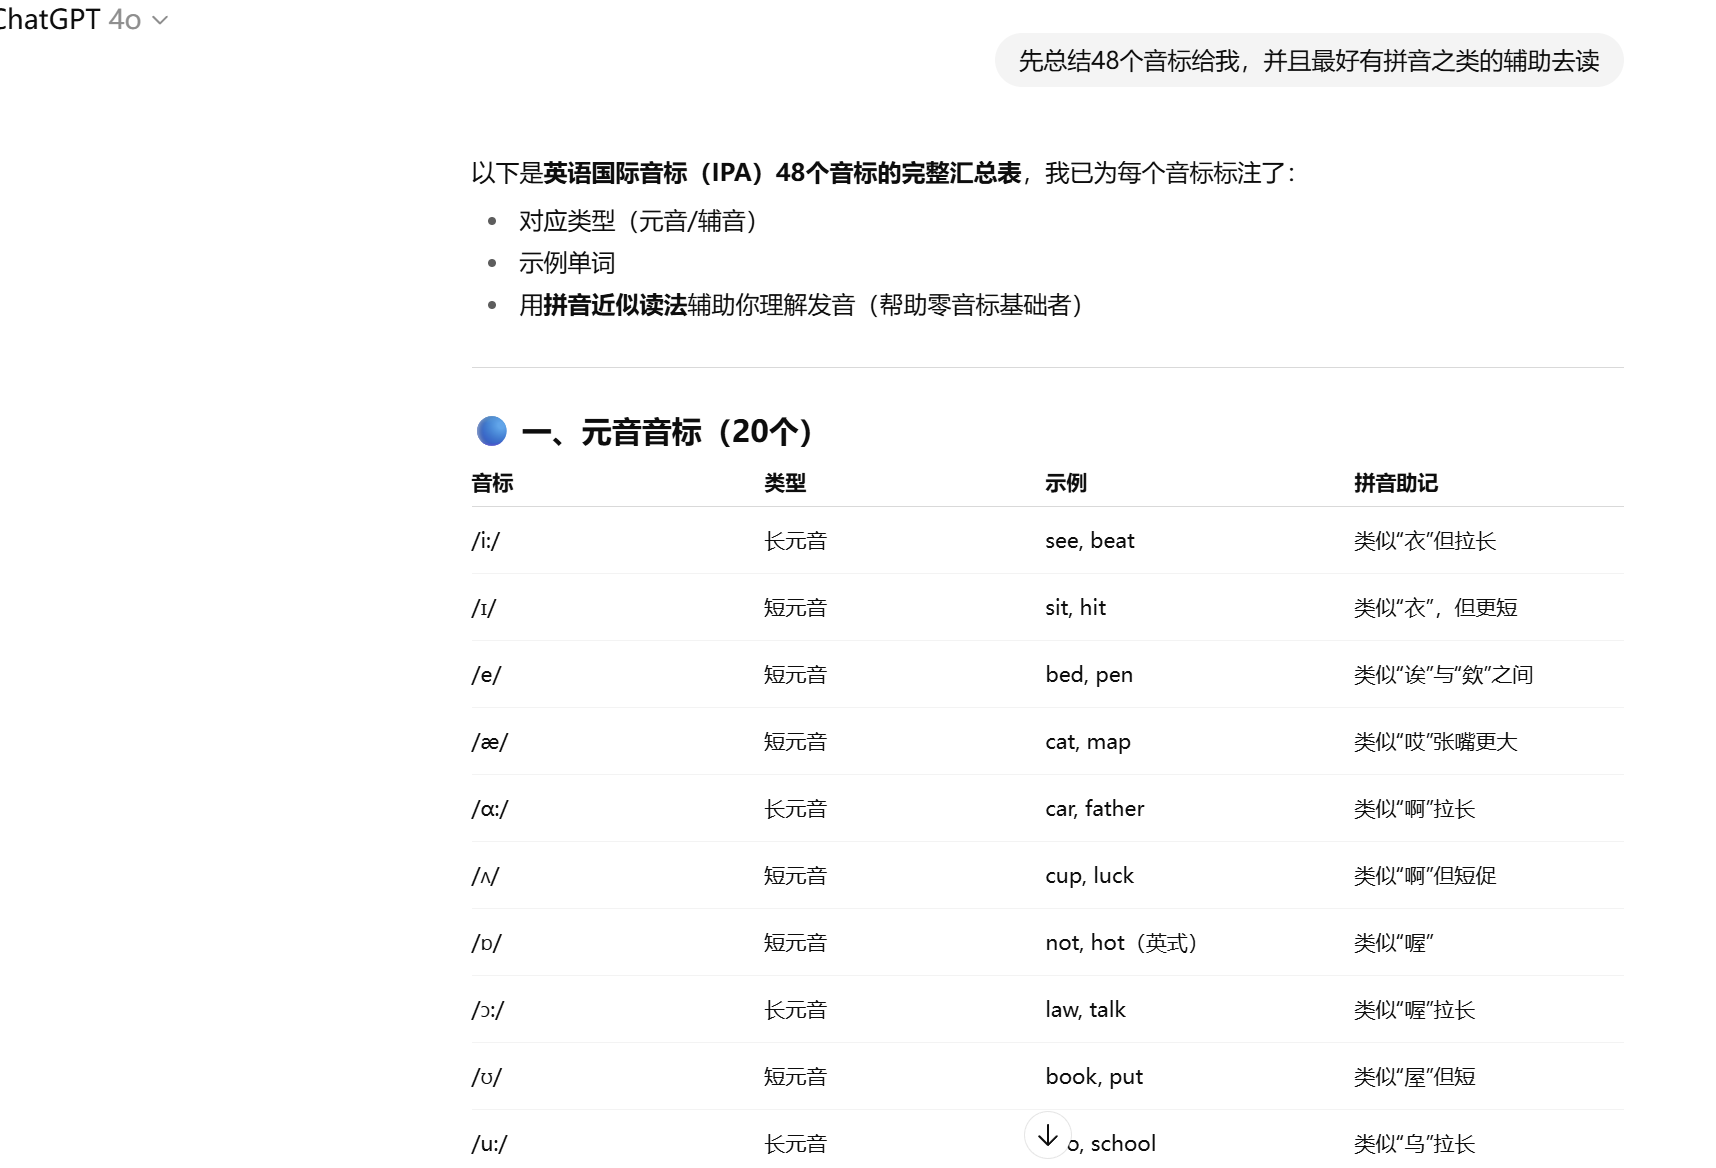 ChatGPT 4o
先总结48个音标给我，并且最好有拼音之类的辅助去读
以下是英语国际音标（IPA）48个音标的完整汇总表，我已为每个音标标注了：
• 对应类型（元音/辅音）
• 示例单词
• 用拼音近似读法辅助你理解发音（帮助零音标基础者）
一、元音音标（20个）
音标 类型 示例 拼音助记
/iː/ 长元音 see, beat 类似“衣”但拉长
/ɪ/ 短元音 sit, hit 类似“衣”，但更短
/e/ 短元音 bed, pen 类似“诶”与“欸”之间
/æ/ 短元音 cat, map 类似“哎”张嘴更大
/ɑː/ 长元音 car, father 类似“啊”拉长
/ʌ/ 短元音 cup, luck 类似“啊”但短促
/ɒ/ 短元音 not, hot（英式） 类似“喔”
/ɔː/ 长元音 law, talk 类似“喔”拉长
/ʊ/ 短元音 book, put 类似“屋”但短
/uː/ 长元音 school 类似“乌”拉长